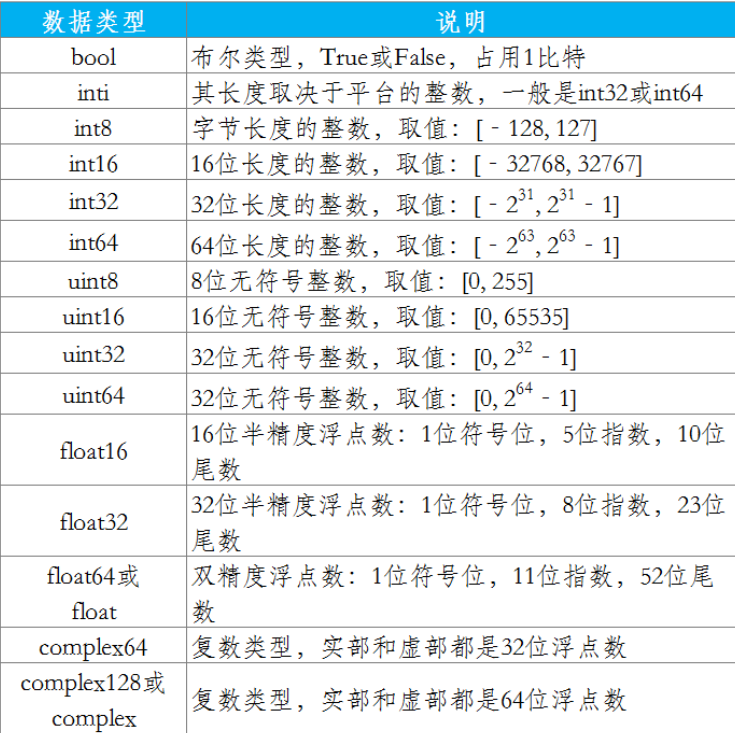 数据类型 说明
bool 布尔类型，True或False，占用1比特
inti 其长度取决于平台的整数，一般是int32或int64
int8 字节长度的整数，取值：[﹣128, 127]
int16 16位长度的整数，取值：[﹣32768, 32767]
int32 32位长度的整数，取值：[﹣2³¹, 2³¹﹣1]
int64 64位长度的整数，取值：[﹣2⁶³, 2⁶³﹣1]
uint8 8位无符号整数，取值：[0, 255]
uint16 16位无符号整数，取值：[0, 65535]
uint32 32位无符号整数，取值：[0, 2³²﹣1]
uint64 32位无符号整数，取值：[0, 2⁶⁴﹣1]
float16 16位半精度浮点数：1位符号位，5位指数，10位
尾数
float32 32位半精度浮点数：1位符号位，8位指数，23位
尾数
float64或 双精度浮点数：1位符号位，11位指数，52位尾
float 数
complex64 复数类型，实部和虚部都是32位浮点数
complex128或
complex 复数类型，实部和虚部都是64位浮点数